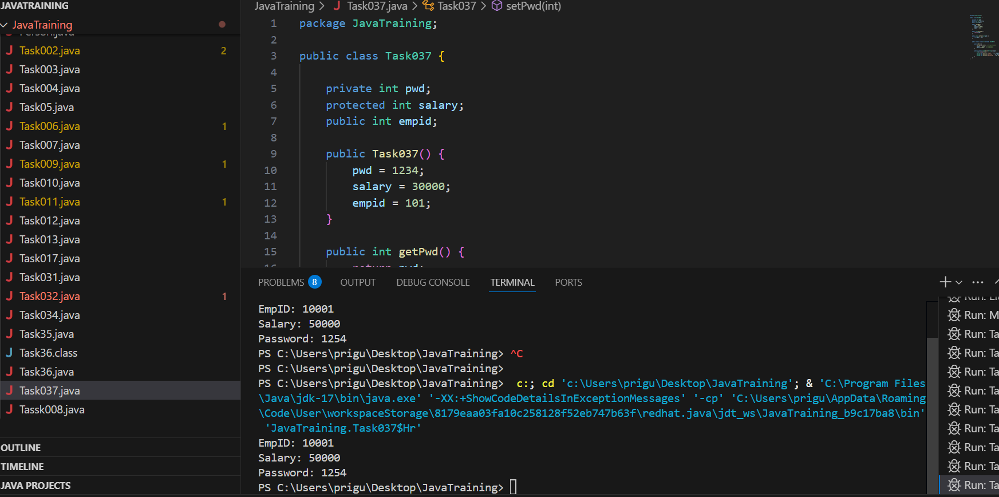 JAVATRAINING
JavaTraining
Person.java
Task002.java 2
Task003.java
Task004.java
Task05.java
Task006.java 1
Task007.java
Task009.java 1
Task010.java
Task011.java 1
Task012.java
Task013.java
Task017.java
Task031.java
Task032.java 1
Task034.java
Task35.java
Task36.class
Task36.java
Task037.java
Tassk008.java
OUTLINE
TIMELINE
JAVA PROJECTS
JavaTraining > J Task037.java > Task037 > setPwd(int)
1 package JavaTraining;
2
3 public class Task037 {
4
5 private int pwd;
6 protected int salary;
7 public int empid;
8
9 public Task037() {
10 pwd = 1234;
11 salary = 30000;
12 empid = 101;
13 }
14
15 public int getPwd() {
16 return pwd;
PROBLEMS 8 OUTPUT DEBUG CONSOLE TERMINAL PORTS
EmpID: 10001
Salary: 50000
Password: 1254
PS C:\Users\prigu\Desktop\JavaTraining> ^C
PS C:\Users\prigu\Desktop\JavaTraining>
PS C:\Users\prigu\Desktop\JavaTraining> c:; cd 'c:\Users\prigu\Desktop\JavaTraining'; & 'C:\Program Files
\Java\jdk-17\bin\java.exe' '-XX:+ShowCodeDetailsInExceptionMessages' '-cp' 'C:\Users\prigu\AppData\Roaming
\Code\User\workspaceStorage\8179eaa03fa10c258128f52eb747b63f\redhat.java\jdt_ws\JavaTraining_b9c17ba8\bin'
'JavaTraining.Task037$Hr'
EmpID: 10001
Salary: 50000
Password: 1254
PS C:\Users\prigu\Desktop\JavaTraining>
Run: M
Run: Ta
Run: Ta
Run: Ta
Run: Ta
Run: Ta
Run: Ta
Run: Ta
Run: Ta
Run: Ta